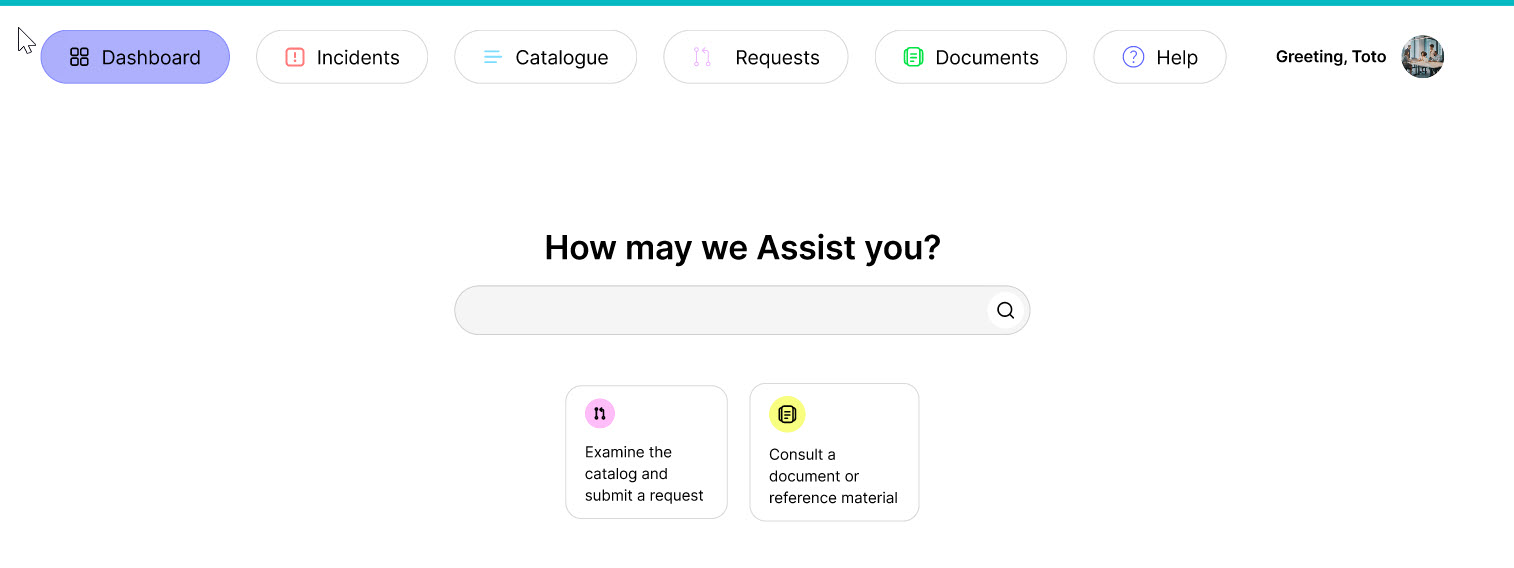 Dashboard
Incidents
Catalogue
Requests
Documents
Help
Greeting, Toto
How may we Assist you?
Examine the
catalog and
submit a request
Consult a
document or
reference material